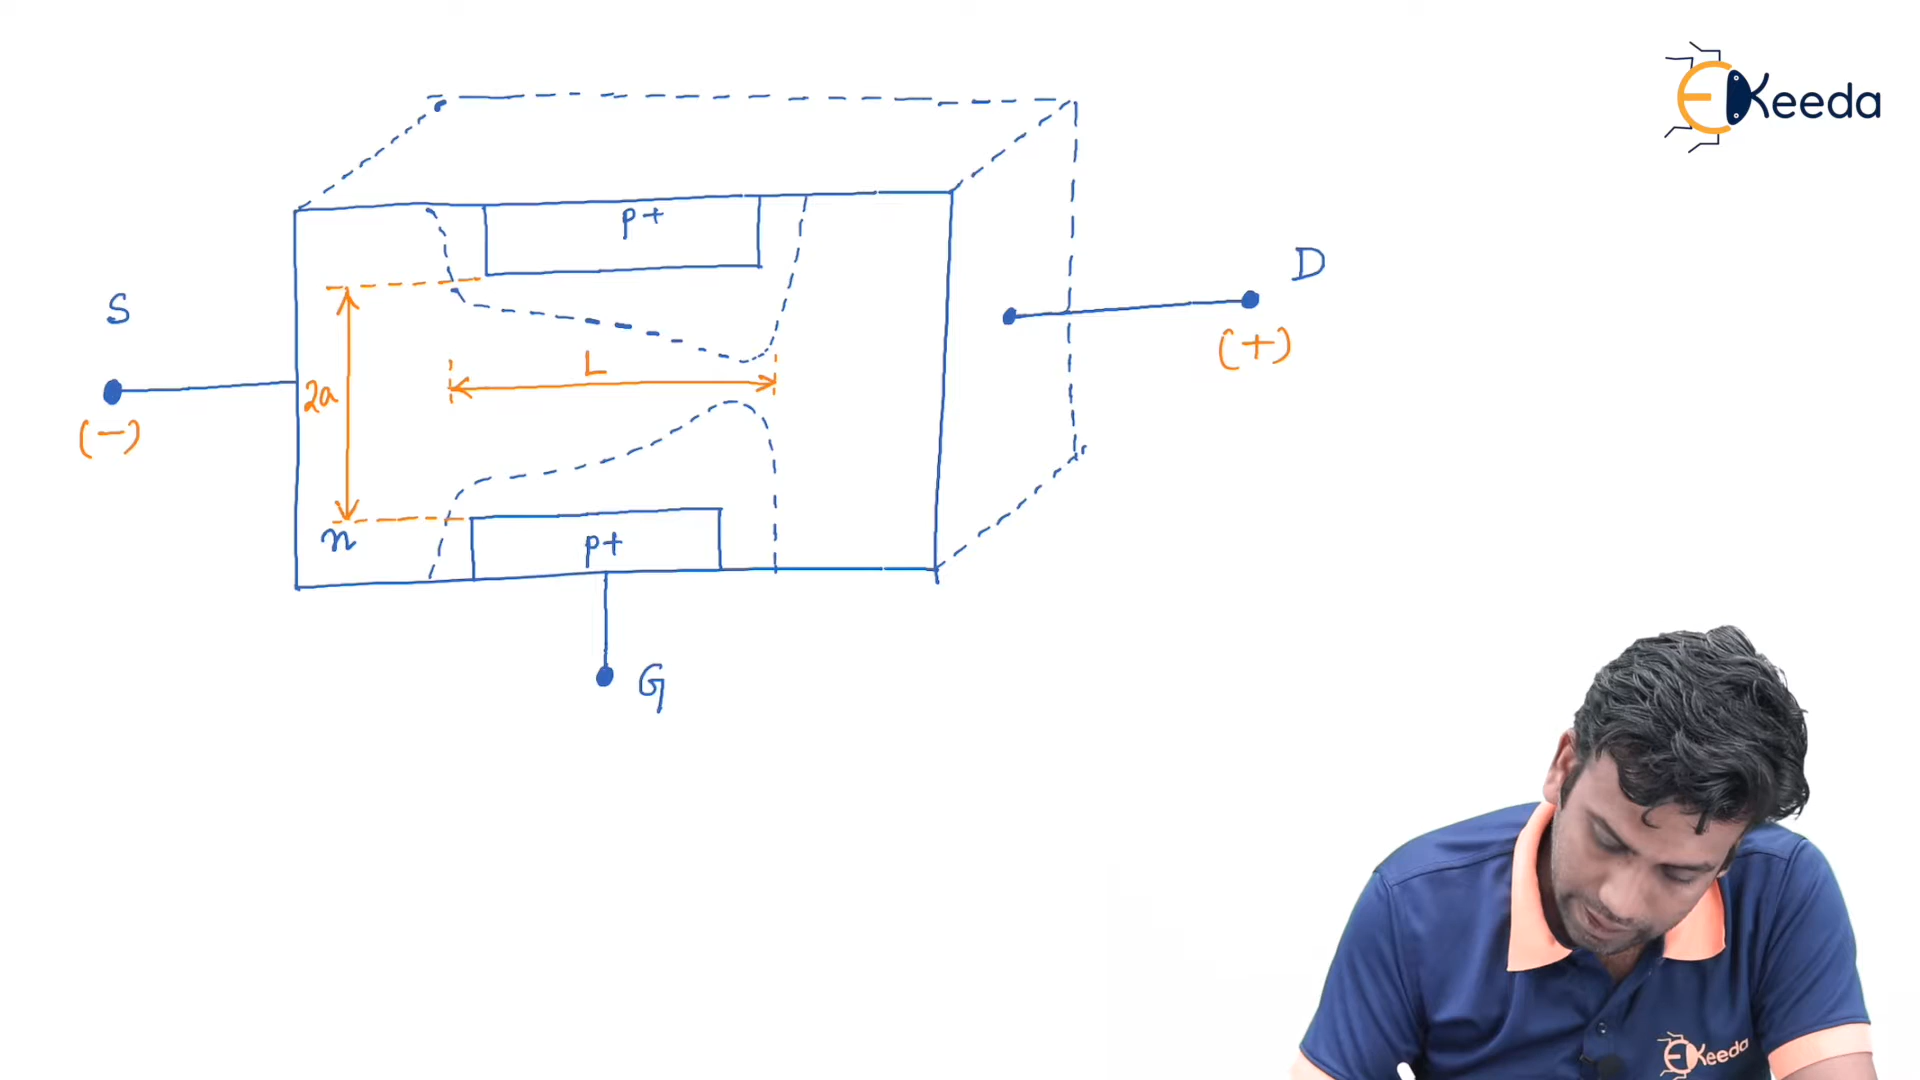 EKeeda
p+
D
S
(+)
L
2a
(-)
n
p+
G
EKeeda